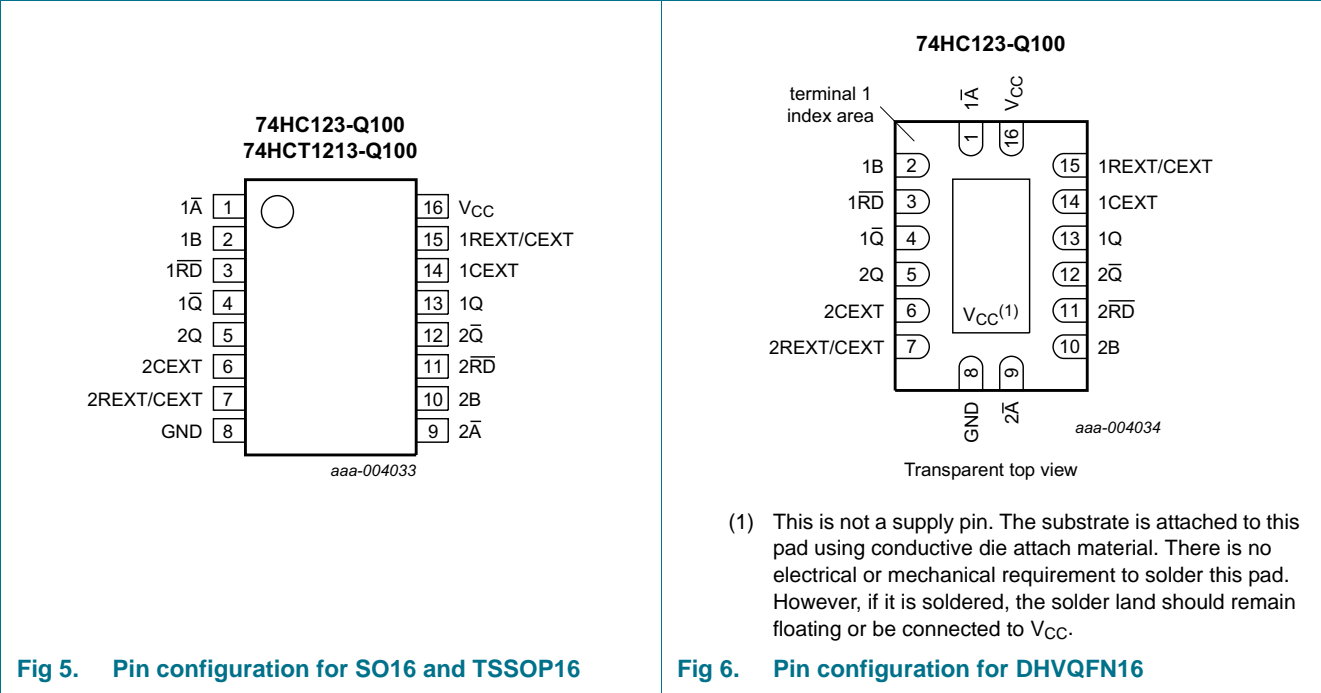 74HC123-Q100
74HCT1213-Q100
1A̅ 1
1B 2
1R̅D̅ 3
1Q̅ 4
2Q 5
2CEXT 6
2REXT/CEXT 7
GND 8
16 VCC
15 1REXT/CEXT
14 1CEXT
13 1Q
12 2Q̅
11 2R̅D̅
10 2B
9 2A̅
aaa-004033
Fig 5. Pin configuration for SO16 and TSSOP16
74HC123-Q100
terminal 1
index area
1A̅
VCC
1
16
1B 2
1R̅D̅ 3
1Q̅ 4
2Q 5
2CEXT 6
2REXT/CEXT 7
15 1REXT/CEXT
14 1CEXT
13 1Q
12 2Q̅
11 2R̅D̅
10 2B
VCC(1)
8
9
GND
2A̅
aaa-004034
Transparent top view
(1) This is not a supply pin. The substrate is attached to this
pad using conductive die attach material. There is no
electrical or mechanical requirement to solder this pad.
However, if it is soldered, the solder land should remain
floating or be connected to VCC.
Fig 6. Pin configuration for DHVQFN16